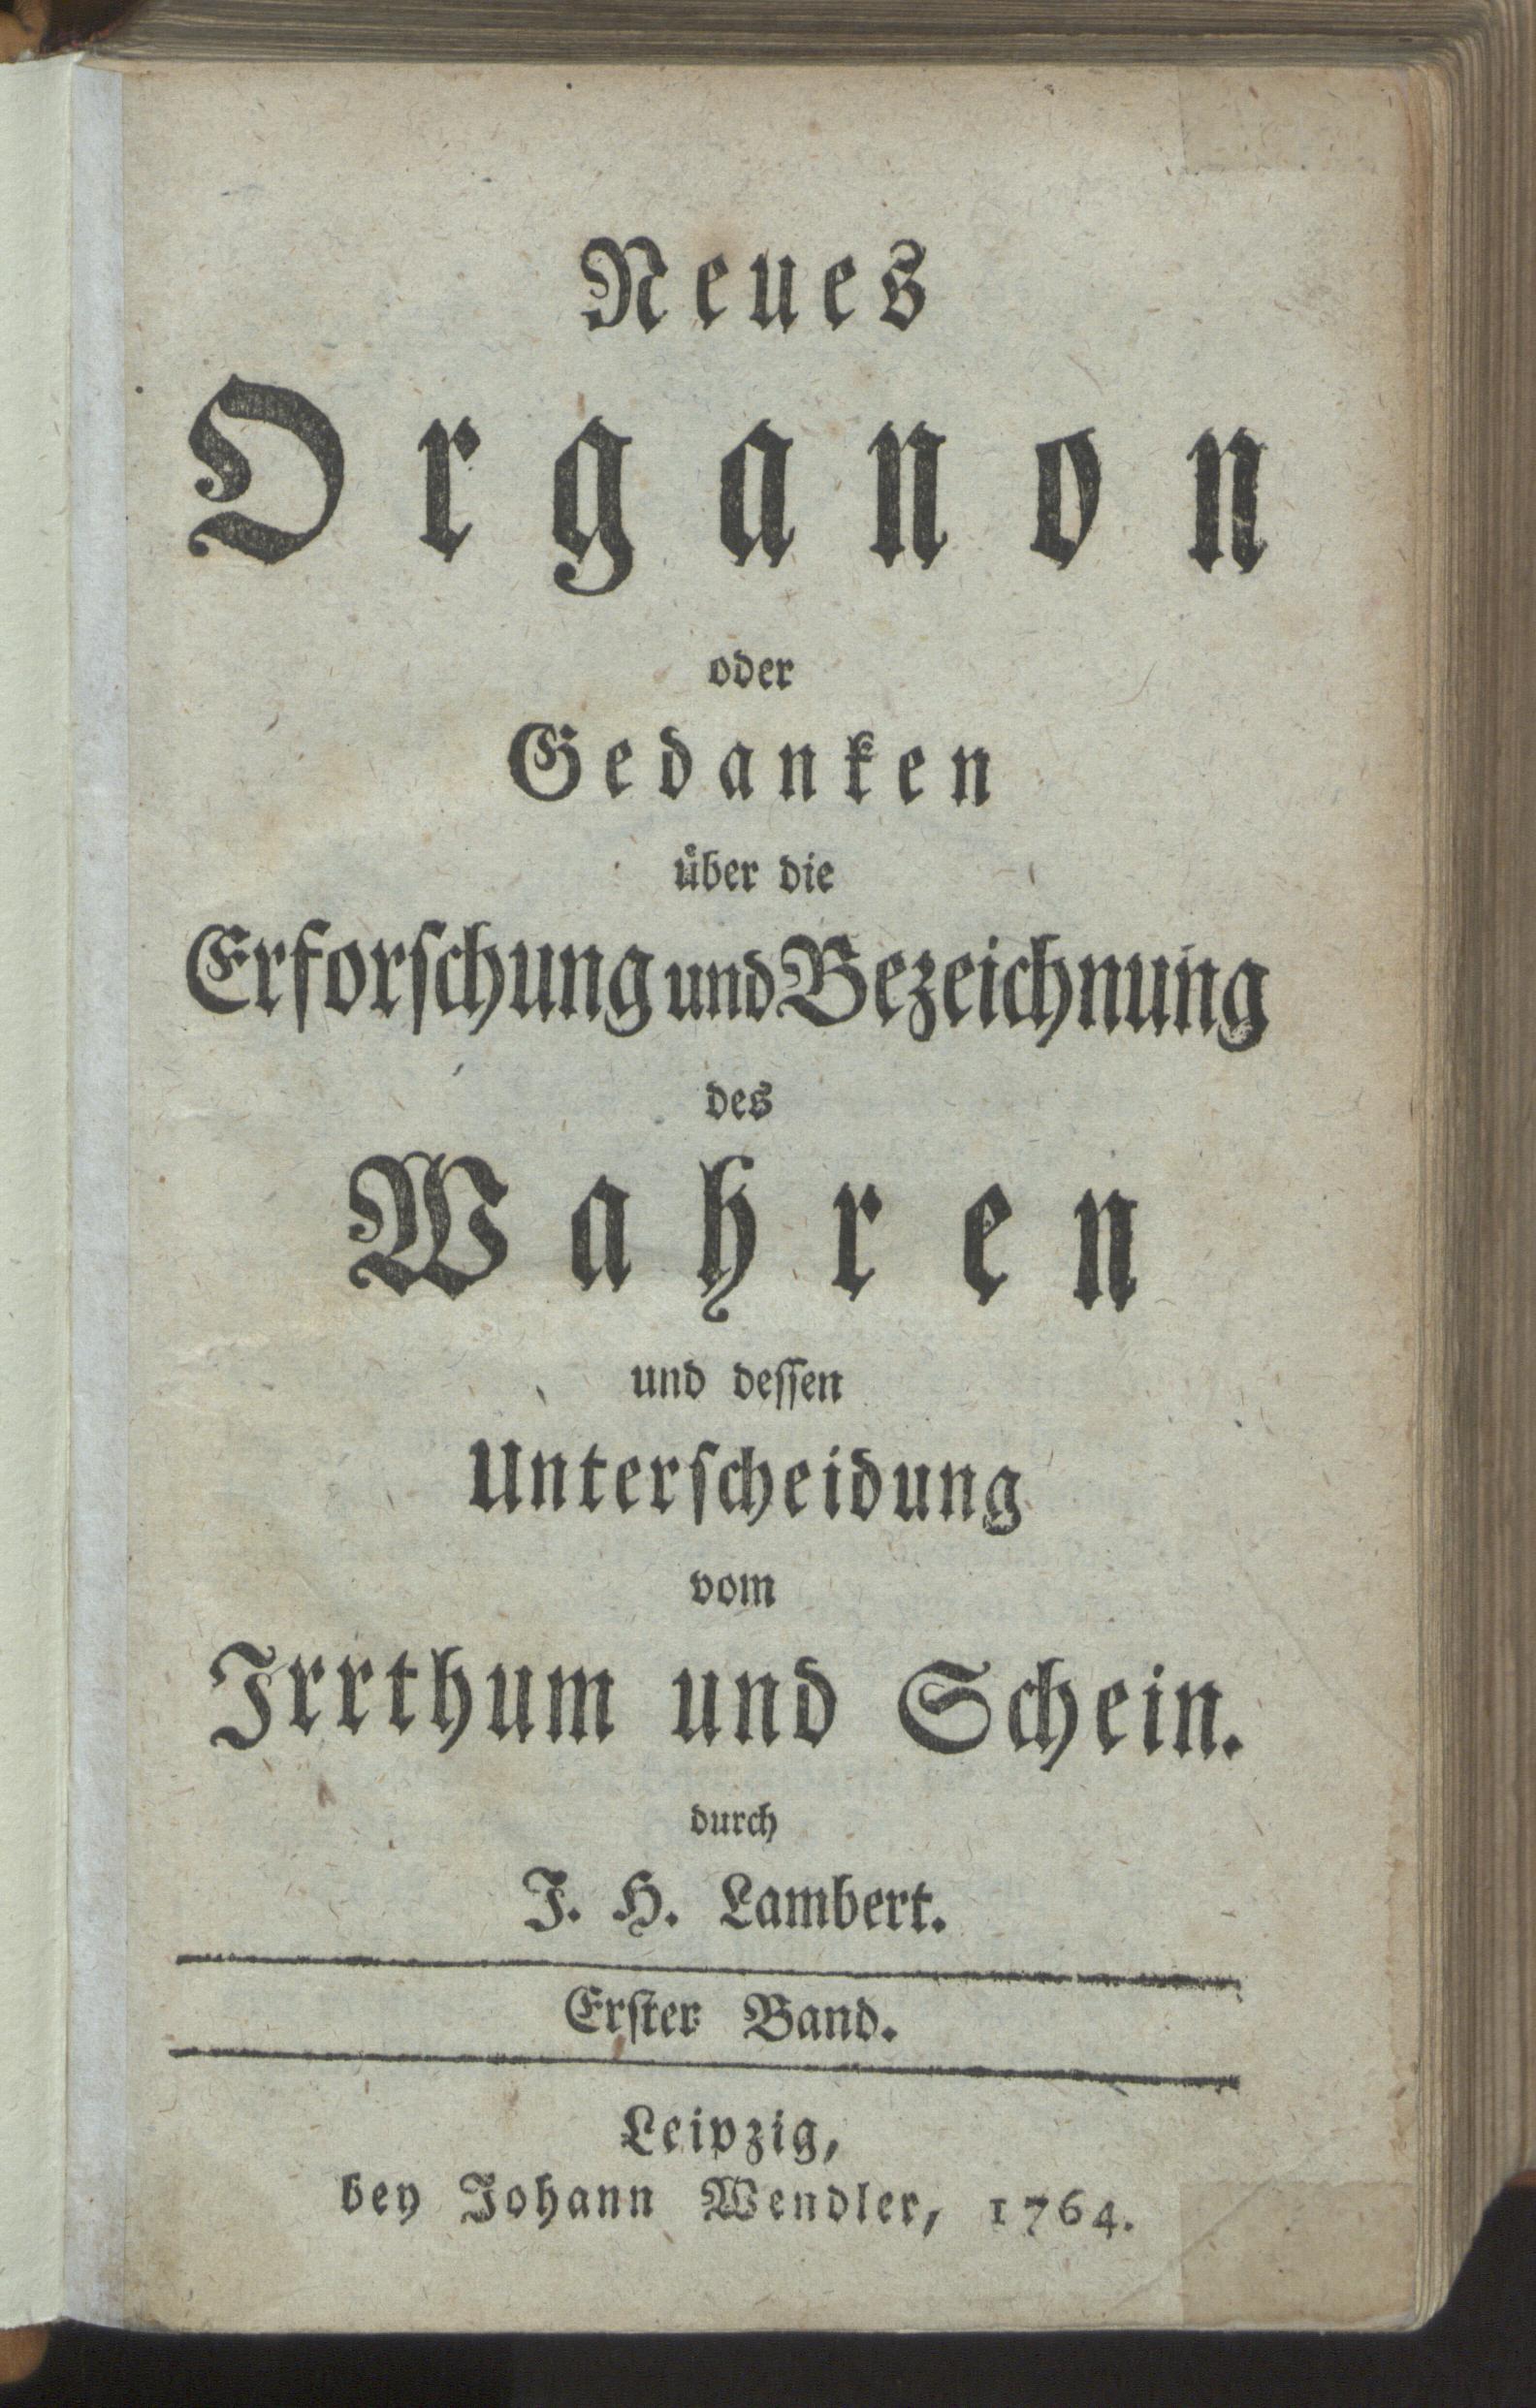 Neues
Organon
oder
Gedanken
uͤber die
Erforſchung und Bezeichnung
des
Wahren
und deſſen
Unterſcheidung
vom
Irrthum und Schein.
durch
J. H. Lambert.
Erſter Band.
Leipzig,
bey Johann Wendler, 1764.